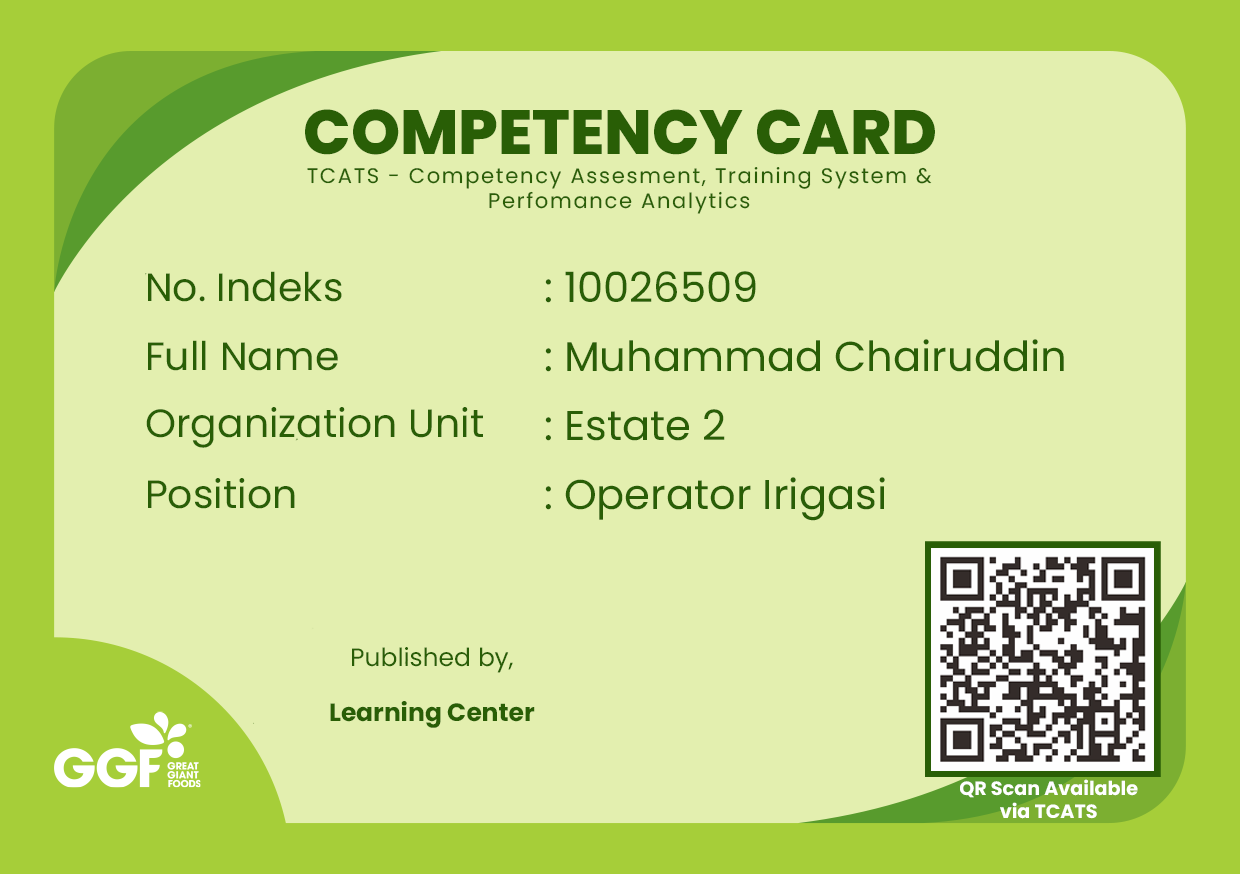 COMPETENCY CARD
TCATS - Competency Assesment, Training System &
Perfomance Analytics
No. Indeks : 10026509
Full Name : Muhammad Chairuddin
Organization Unit : Estate 2
Position : Operator Irigasi
Published by,
Learning Center
GGF GREAT GIANT FOODS
QR Scan Available
via TCATS